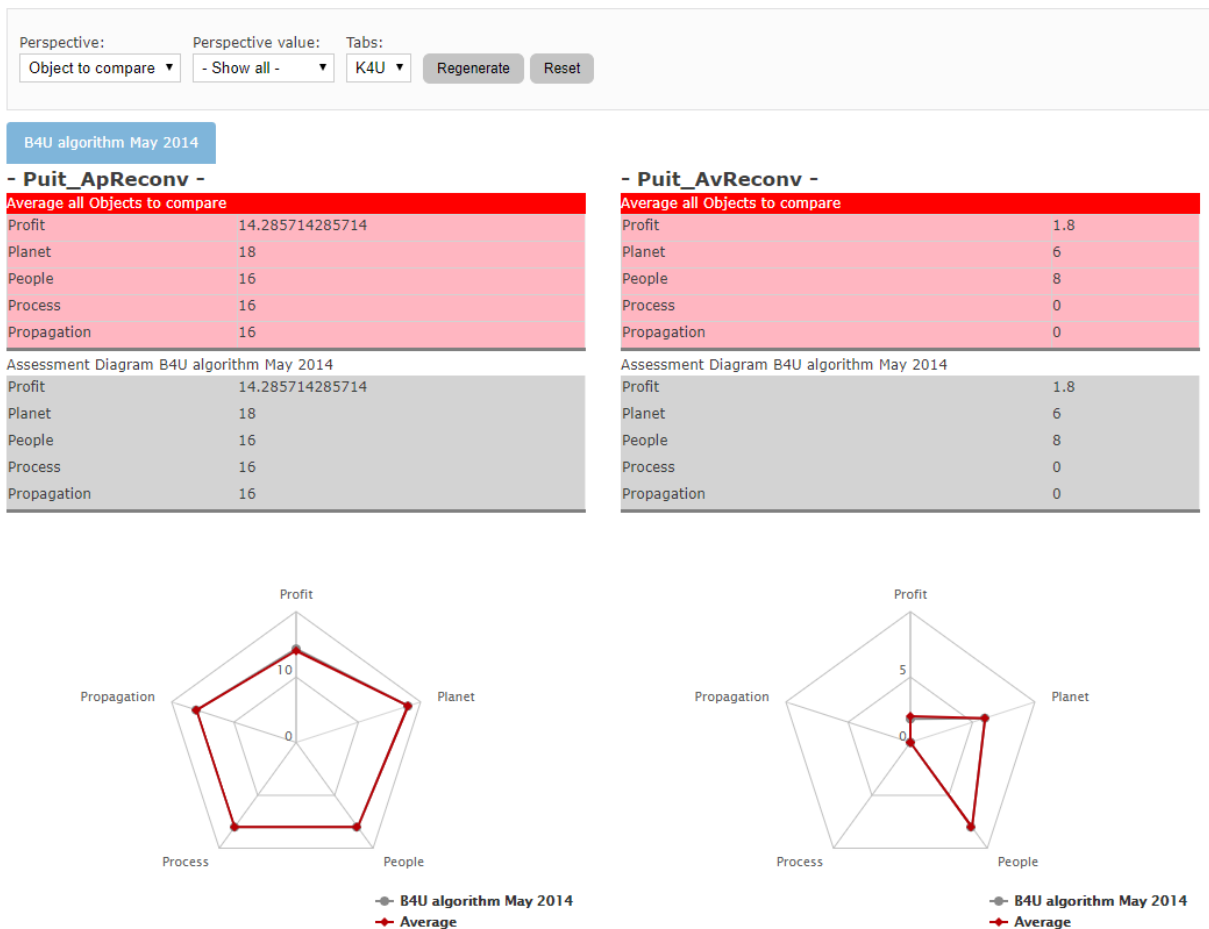 Perspective: Perspective value: Tabs:
Object to compare - Show all - K4U Regenerate Reset
B4U algorithm May 2014
- Puit_ApReconv -
Average all Objects to compare
Profit 14.285714285714
Planet 18
People 16
Process 16
Propagation 16
Assessment Diagram B4U algorithm May 2014
Profit 14.285714285714
Planet 18
People 16
Process 16
Propagation 16
Profit
10
Propagation
Planet
0
Process
People
B4U algorithm May 2014
Average
- Puit_AvReconv -
Average all Objects to compare
Profit 1.8
Planet 6
People 8
Process 0
Propagation 0
Assessment Diagram B4U algorithm May 2014
Profit 1.8
Planet 6
People 8
Process 0
Propagation 0
Profit
5
Propagation
Planet
0
Process
People
B4U algorithm May 2014
Average